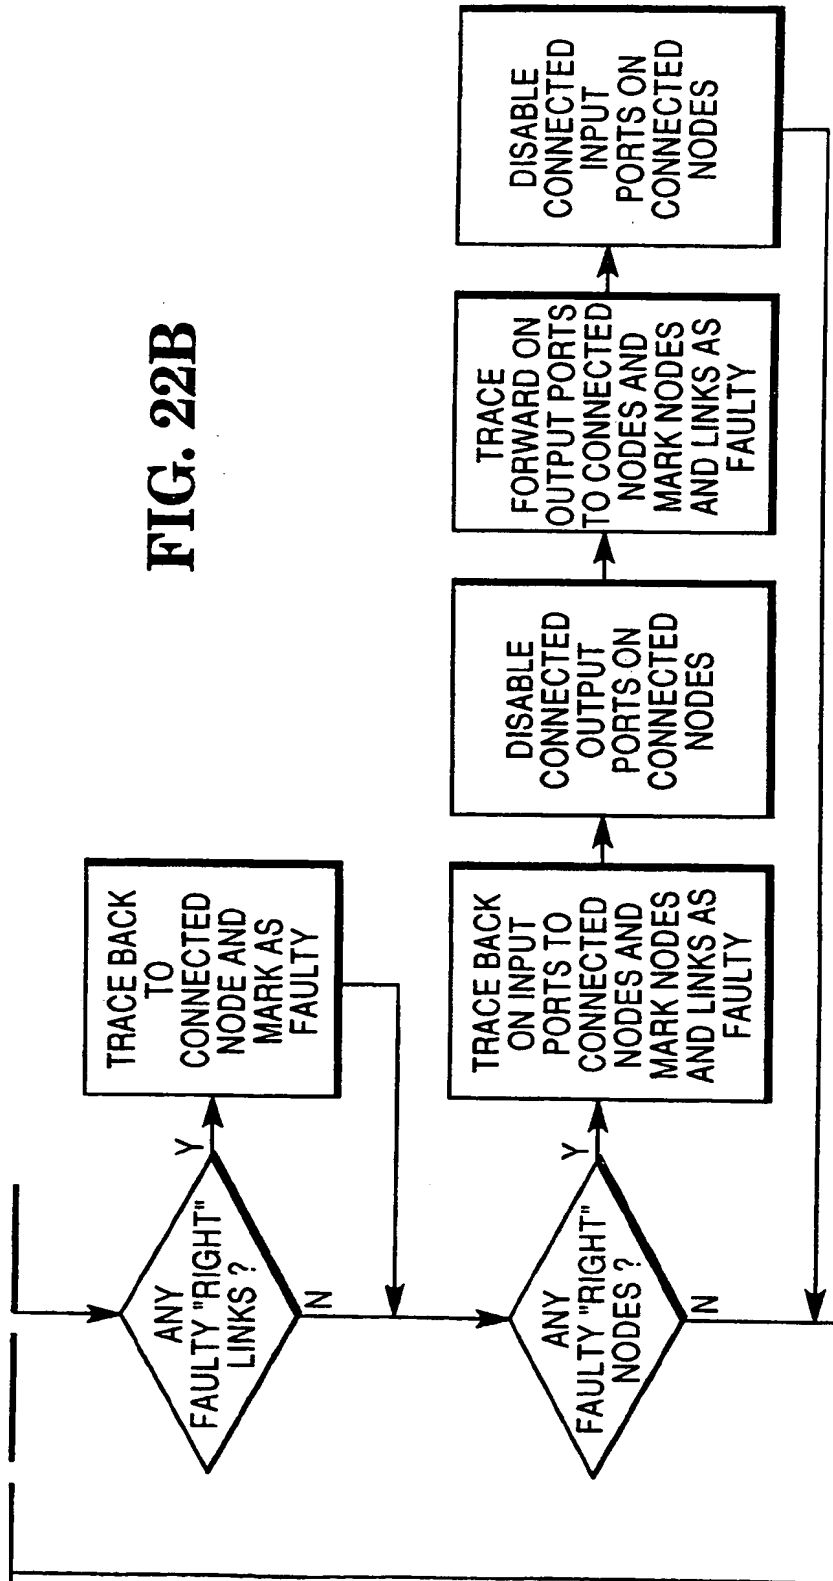 FIG. 22B
ANY
FAULTY "RIGHT"
LINKS ?
Y
N
TRACE BACK
TO
CONNECTED
NODE AND
MARK AS
FAULTY
ANY
FAULTY "RIGHT"
NODES ?
Y
N
TRACE BACK
ON INPUT
PORTS TO
CONNECTED
NODES AND
MARK NODES
AND LINKS AS
FAULTY
DISABLE
CONNECTED
OUTPUT
PORTS ON
CONNECTED
NODES
TRACE
FORWARD ON
OUTPUT PORTS
TO CONNECTED
NODES AND
MARK NODES
AND LINKS AS
FAULTY
DISABLE
CONNECTED
INPUT
PORTS ON
CONNECTED
NODES